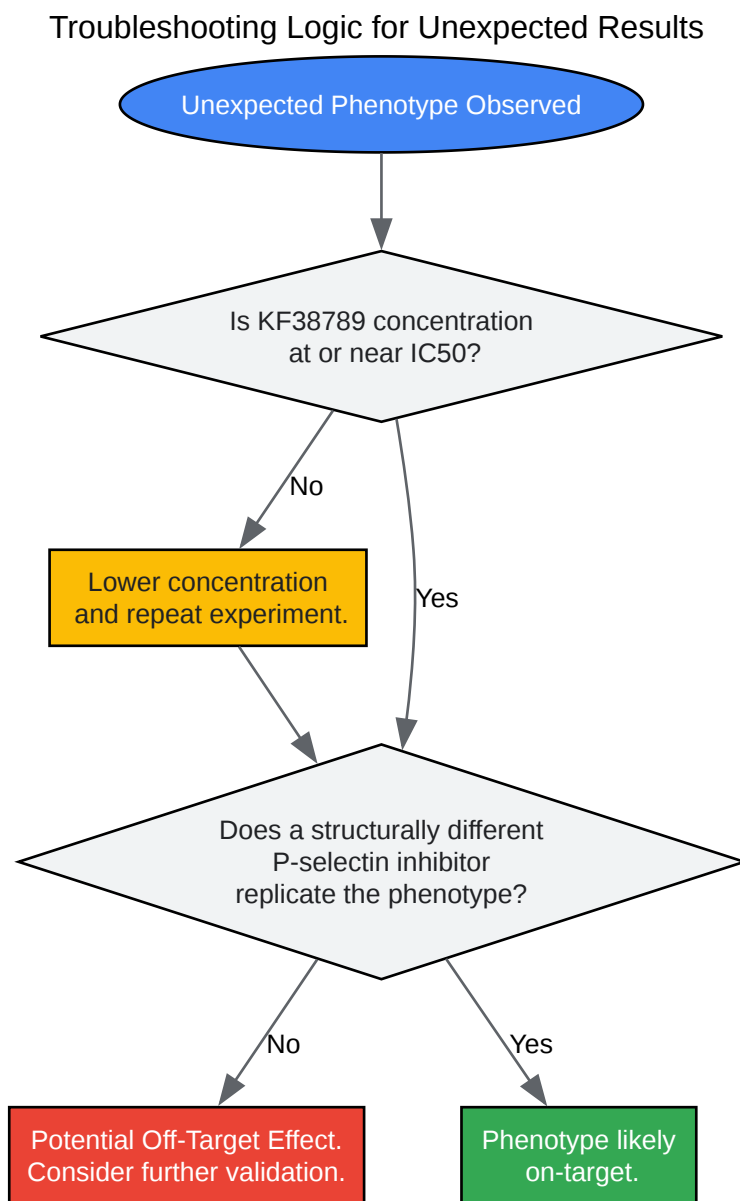 Troubleshooting Logic for Unexpected Results
Unexpected Phenotype Observed
Is KF38789 concentration
at or near IC50?
No
Lower concentration
and repeat experiment.
Yes
Does a structurally different
P-selectin inhibitor
replicate the phenotype?
No
Yes
Potential Off-Target Effect.
Consider further validation.
Phenotype likely
on-target.